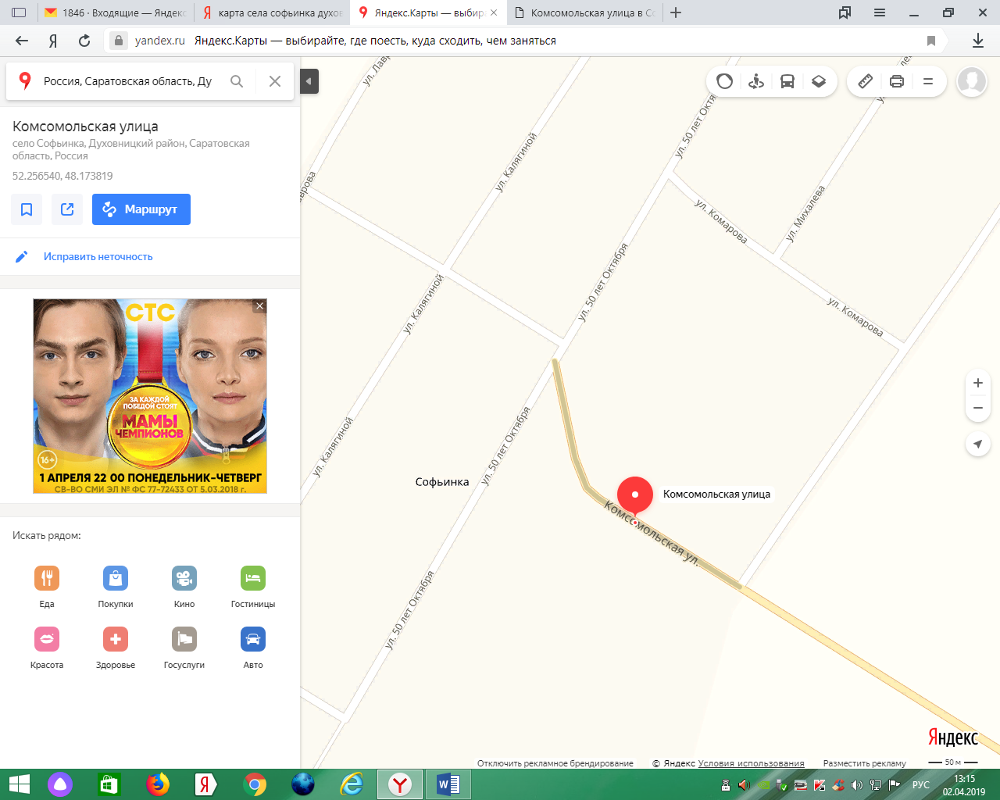 1846 · Входящие — Яндекс
карта села софьинка духов
Яндекс.Карты — выбира
Комсомольская улица в Со
yandex.ru Яндекс.Карты — выбирайте, где поесть, куда сходить, чем заняться
Россия, Саратовская область, Ду
Комсомольская улица
село Софьинка, Духовницкий район, Саратовская
область, Россия
52.256540, 48.173819
Маршрут
Исправить неточность
СТС
ЗА КАЖДОЙ
ПОБЕДОЙ СТОЯТ
МАМЫ
ЧЕМПИОНОВ
16+
1 АПРЕЛЯ 22 00 ПОНЕДЕЛЬНИК-ЧЕТВЕРГ
СВ-ВО СМИ ЭЛ № ФС 77-72433 ОТ 5.03.2018 г.
Искать рядом:
Еда
Покупки
Кино
Гостиницы
Красота
Здоровье
Госуслуги
Авто
ул. Лавр
ул. Калягиной
ул. 50 лет Октября
ул. Комарова
ул. Михалева
ул. 50 лет Октября
ул. Калягиной
ул. Комарова
ул. Калягиной
ул. 50 лет Октября
Софьинка
Комсомольская улица
Комсомольская ул.
ул. 50 лет Октября
Яндекс
Отключить рекламное брендирование
© Яндекс Условия использования
Разместить рекламу
50 м
РУС
13:15
02.04.2019